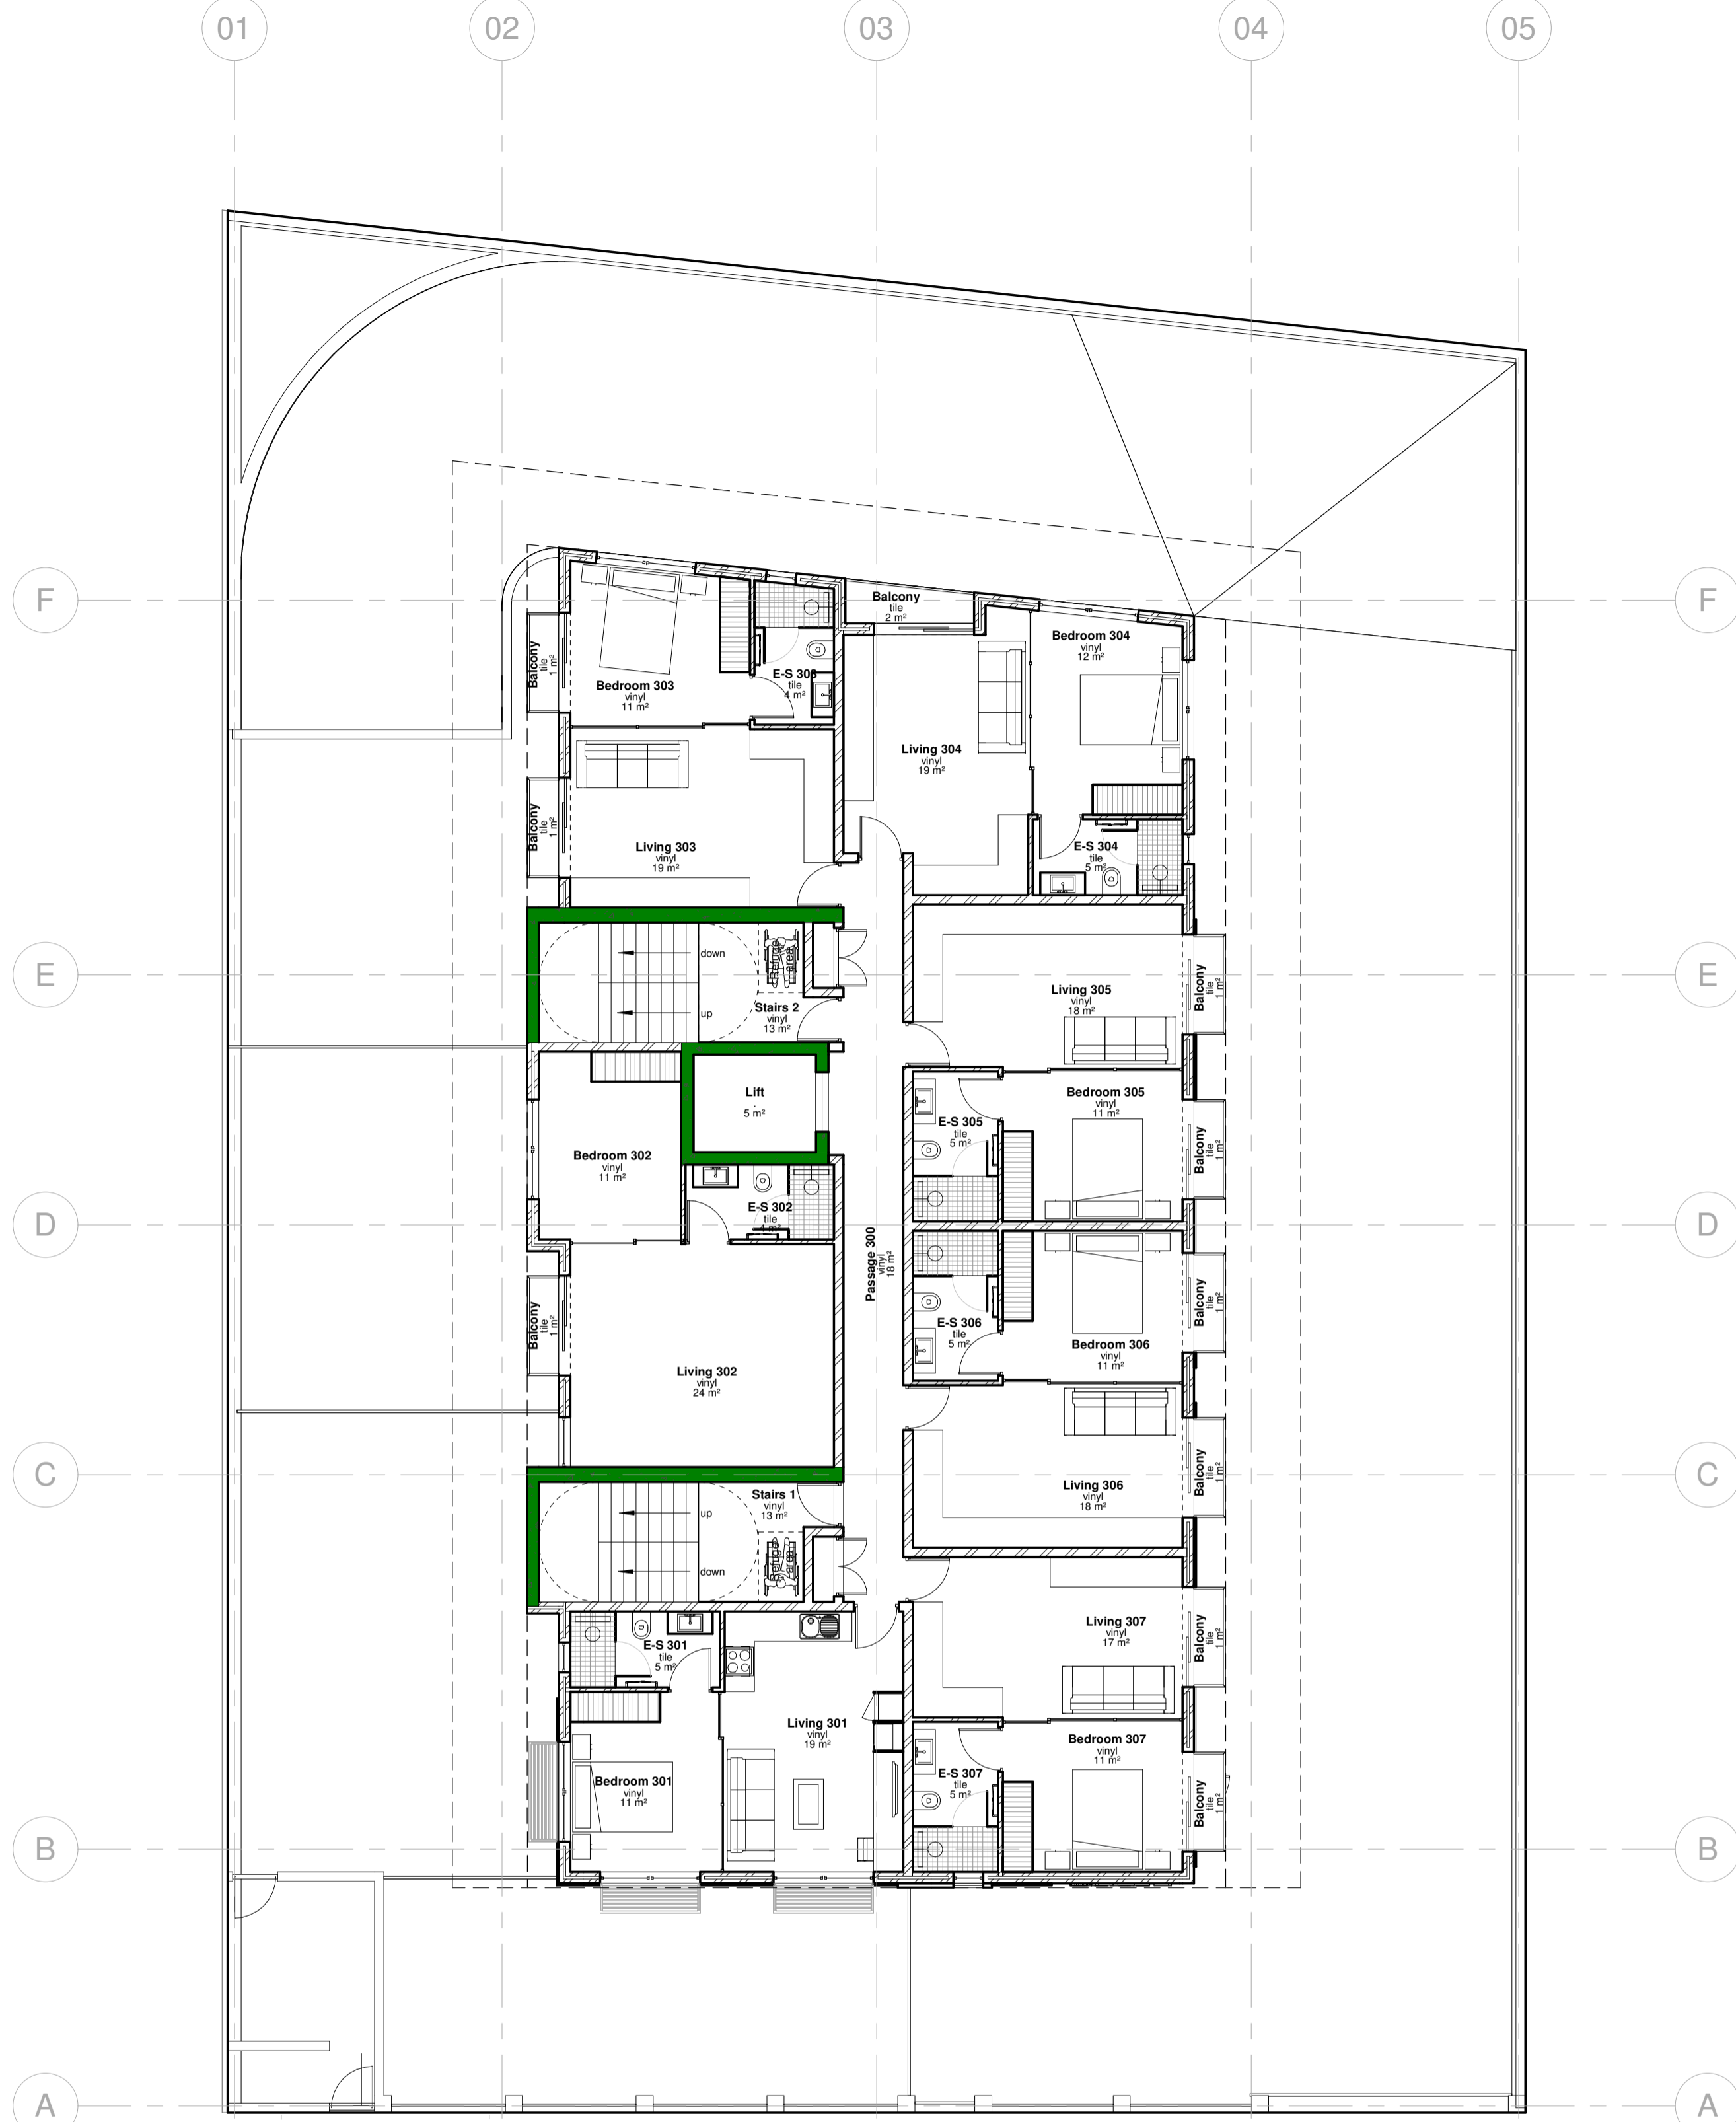 01 02 03 04 05
F F
Balcony
tile
2 m²
Bedroom 304
vinyl
12 m²
Balcony
tile
1 m²
Bedroom 303
vinyl
11 m²
E-S 303
tile
4 m²
Living 304
vinyl
19 m²
Balcony
tile
1 m²
Living 303
vinyl
19 m²
E-S 304
tile
5 m²
down
up
Refuge
area
Stairs 2
vinyl
13 m²
E E
Living 305
vinyl
18 m²
Balcony
tile
1 m²
Lift
-
5 m²
Bedroom 305
vinyl
11 m²
E-S 305
tile
5 m²
Balcony
tile
1 m²
Bedroom 302
vinyl
11 m²
E-S 302
tile
4 m²
D D
Passage 300
vinyl
18 m²
Balcony
tile
1 m²
E-S 306
tile
5 m²
Bedroom 306
vinyl
11 m²
Balcony
tile
1 m²
Living 302
vinyl
24 m²
C C
Living 306
vinyl
18 m²
Balcony
tile
1 m²
Stairs 1
vinyl
13 m²
up
down
Refuge
area
E-S 301
tile
5 m²
Living 307
vinyl
17 m²
Balcony
tile
1 m²
Living 301
vinyl
19 m²
Bedroom 301
vinyl
11 m²
E-S 307
tile
5 m²
Bedroom 307
vinyl
11 m²
Balcony
tile
1 m²
B B
A A